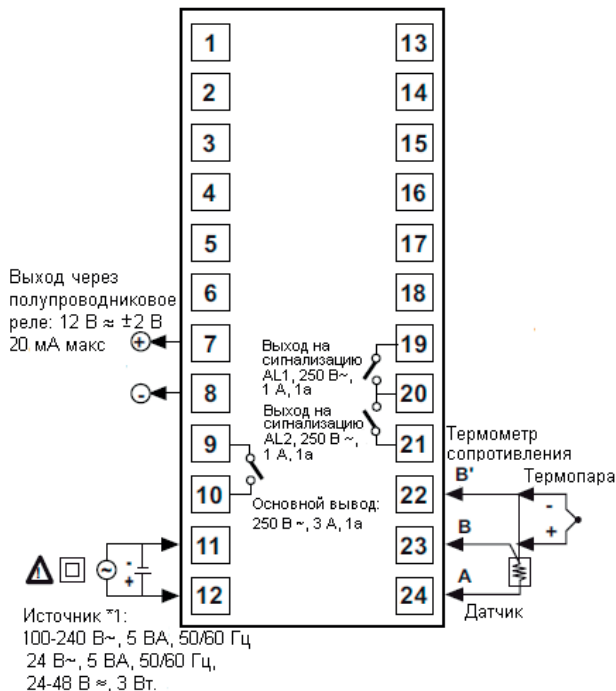 1
2
3
4
5
6
7
8
9
10
11
12
13
14
15
16
17
18
19
20
21
22
23
24
Выход через
полупроводниковое
реле: 12 В ≂ ±2 В
20 мА макс
+
-
Выход на
сигнализацию
AL1, 250 В~,
1 А, 1а
Выход на
сигнализацию
AL2, 250 В ~,
1 А, 1а
Основной вывод:
250 В ~, 3 А, 1а
Термометр
сопротивления
B'
Термопара
-
+
B
A
Датчик
-
+
Источник *1:
100-240 В~, 5 ВА, 50/60 Гц
24 В~, 5 ВА, 50/60 Гц,
24-48 В ≂, 3 Вт.